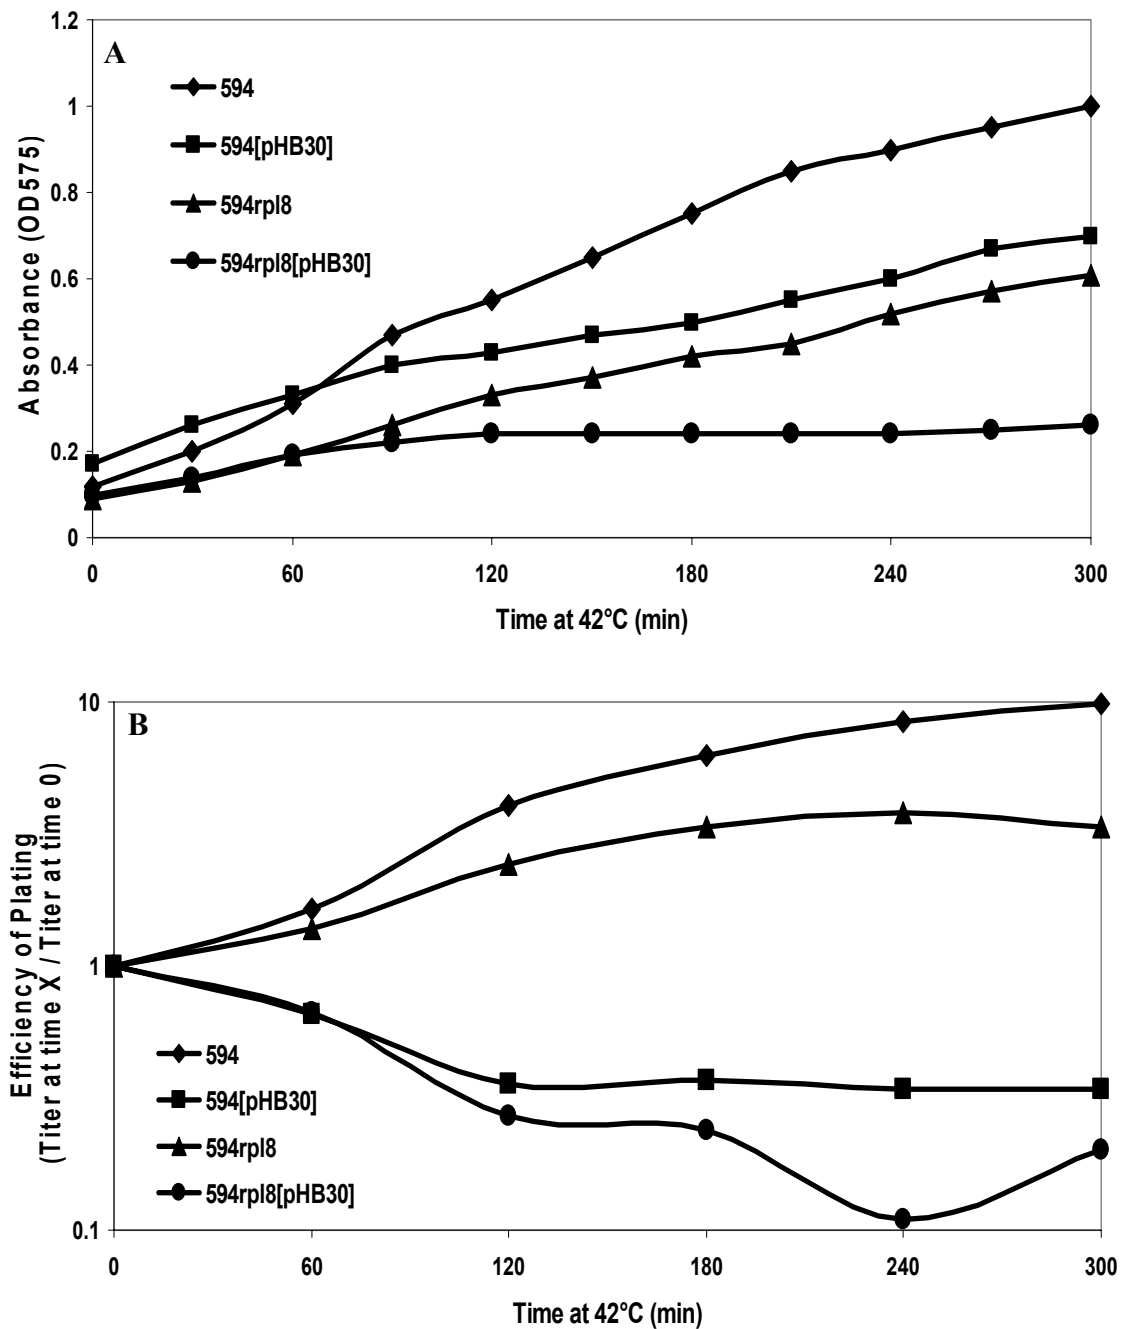 A
594
594[pHB30]
594rpl8
594rpl8[pHB30]
Absorbance (OD575)
1.2
1
0.8
0.6
0.4
0.2
0
0 60 120 180 240 300
Time at 42°C (min)
B
Efficiency of Plating
(Titer at time X / Titer at time 0)
10
1
0.1
594
594[pHB30]
594rpl8
594rpl8[pHB30]
0 60 120 180 240 300
Time at 42°C (min)